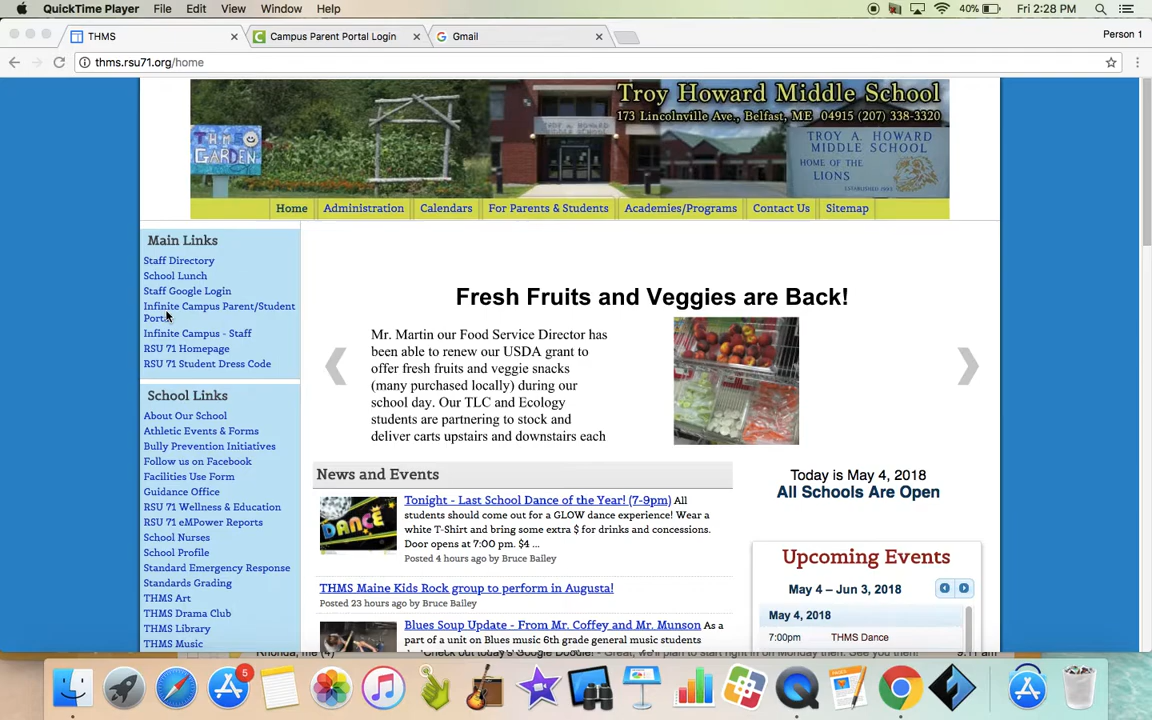 QuickTime Player File Edit View Window Help 40% Fri 2:28 PM
THMS Campus Parent Portal Login Gmail Person 1
thms.rsu71.org/home
Troy Howard Middle School
173 Lincolnville Ave., Belfast, ME 04915 (207) 338-3320
THMS
GARDEN
TROY A. HOWARD
MIDDLE SCHOOL
HOME OF THE
LIONS
Home Administration Calendars For Parents & Students Academies/Programs Contact Us Sitemap
Main Links
Staff Directory
School Lunch
Staff Google Login
Infinite Campus Parent/Student
Portal
Infinite Campus - Staff
RSU 71 Homepage
RSU 71 Student Dress Code
School Links
About Our School
Athletic Events & Forms
Bully Prevention Initiatives
Follow us on Facebook
Facilities Use Form
Guidance Office
RSU 71 Wellness & Education
RSU 71 eMPower Reports
School Nurses
School Profile
Standard Emergency Response
Standards Grading
THMS Art
THMS Drama Club
THMS Library
THMS Music
Fresh Fruits and Veggies are Back!
Mr. Martin our Food Service Director has
been able to renew our USDA grant to
offer fresh fruits and veggie snacks
(many purchased locally) during our
school day. Our TLC and Ecology
students are partnering to stock and
deliver carts upstairs and downstairs each
News and Events
DANCE
Tonight - Last School Dance of the Year! (7-9pm) All
students should come out for a GLOW dance experience! Wear a
white T-Shirt and bring some extra $ for drinks and concessions.
Door opens at 7:00 pm. $4 ...
Posted 4 hours ago by Bruce Bailey
THMS Maine Kids Rock group to perform in Augusta!
Posted 23 hours ago by Bruce Bailey
Blues Soup Update - From Mr. Coffey and Mr. Munson As a
part of a unit on Blues music 6th grade general music students
Today is May 4, 2018
All Schools Are Open
Upcoming Events
May 4 – Jun 3, 2018
May 4, 2018
7:00pm THMS Dance
5